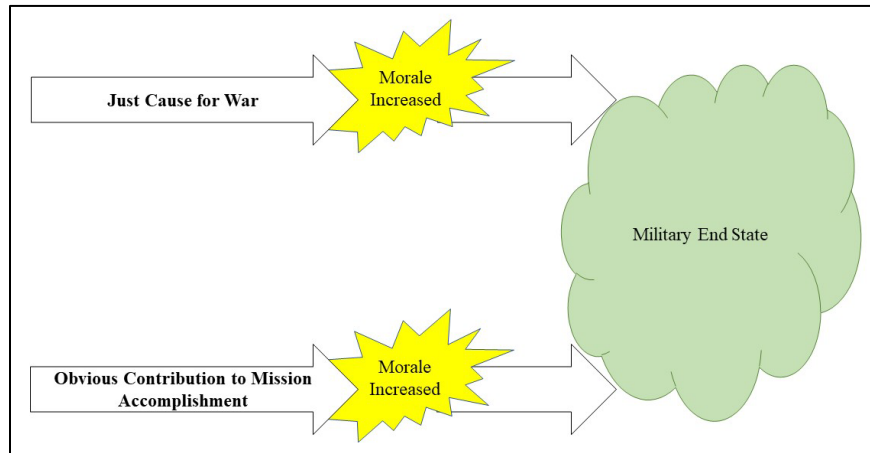 Morale
Increased
Just Cause for War
Military End State
Morale
Increased
Obvious Contribution to Mission
Accomplishment